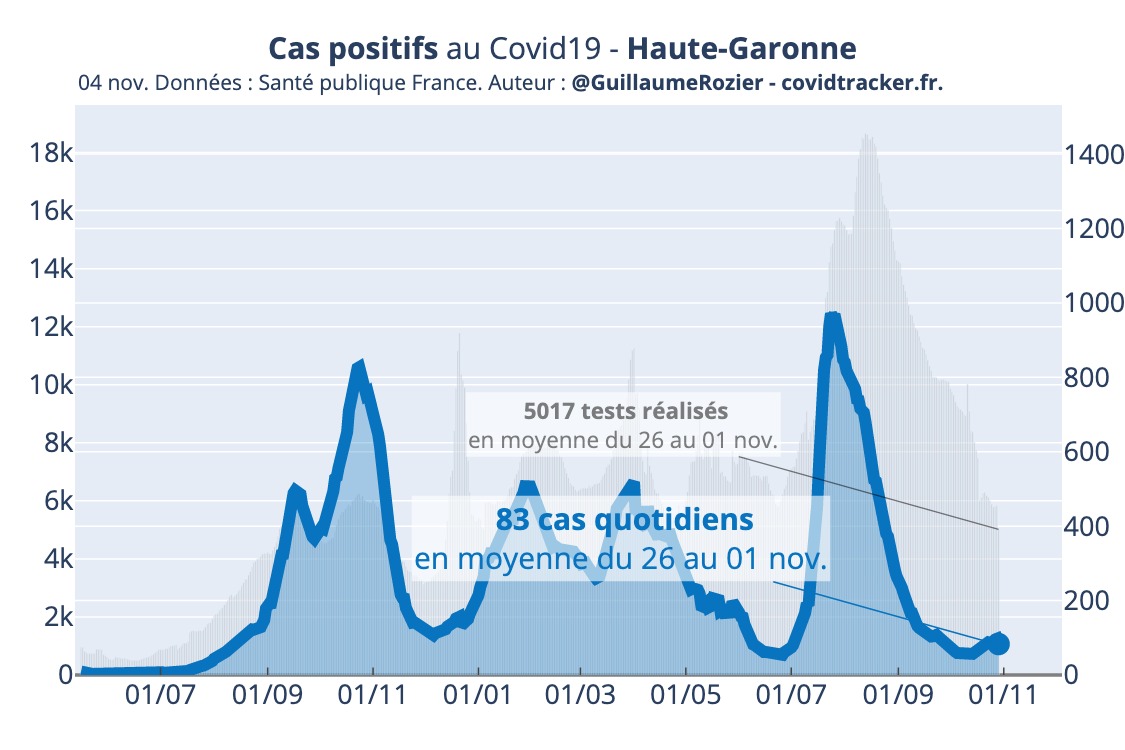 Cas positifs au Covid19 - Haute-Garonne
04 nov. Données : Santé publique France. Auteur : @GuillaumeRozier - covidtracker.fr.
18k
16k
14k
12k
10k
8k
6k
4k
2k
0
1400
1200
1000
800
600
400
200
0
5017 tests réalisés
en moyenne du 26 au 01 nov.
83 cas quotidiens
en moyenne du 26 au 01 nov.
01/07 01/09 01/11 01/01 01/03 01/05 01/07 01/09 01/11